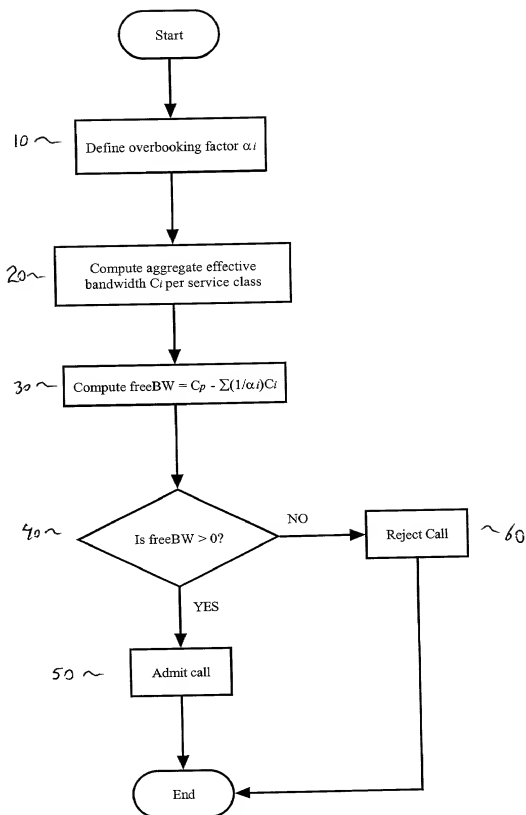 Start
10 ~
Define overbooking factor αi
20 ~
Compute aggregate effective
bandwidth Ci per service class
30 ~
Compute freeBW = Cp - Σ(1/αi)Ci
40 ~
Is freeBW > 0?
NO
Reject Call
~60
YES
50 ~
Admit call
End